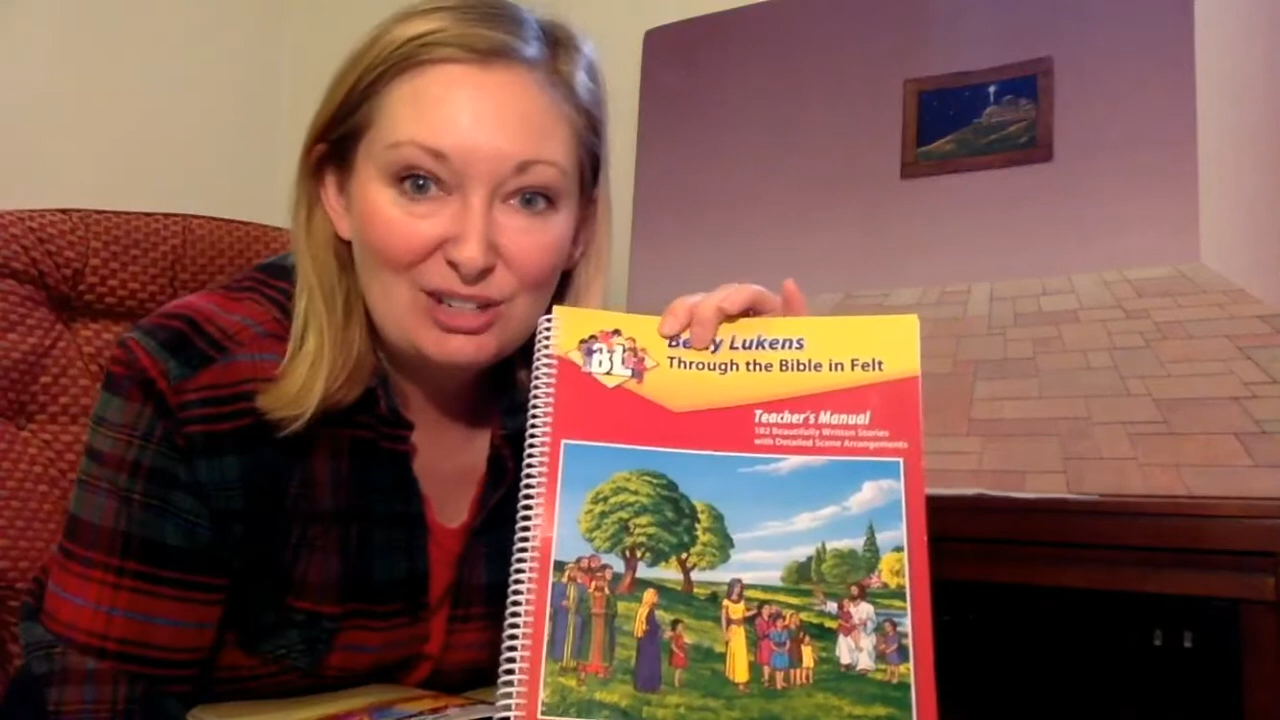 BL
Betty Lukens
Through the Bible in Felt
Teacher's Manual
182 Beautifully Written Stories
with Detailed Scene Arrangements